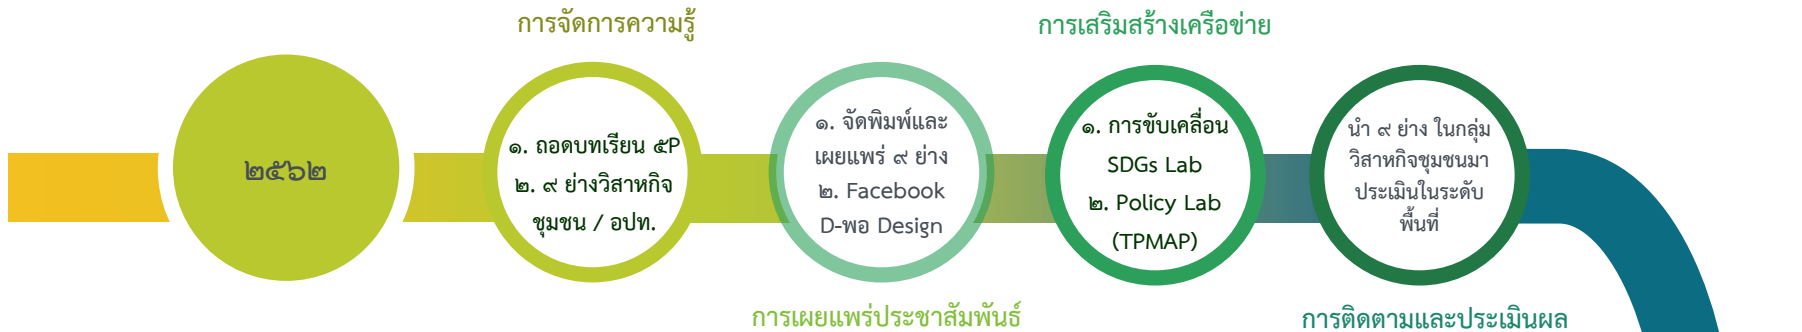 ๒๕๖๒
การจัดการความรู้
๑. ถอดบทเรียน ๕P
๒. ๙ ย่างวิสาหกิจ
ชุมชน / อปท.
๑. จัดพิมพ์และ
เผยแพร่ ๙ ย่าง
๒. Facebook
D-พอ Design
การเผยแพร่ประชาสัมพันธ์
การเสริมสร้างเครือข่าย
๑. การขับเคลื่อน
SDGs Lab
๒. Policy Lab
(TPMAP)
นำ ๙ ย่าง ในกลุ่ม
วิสาหกิจชุมชนมา
ประเมินในระดับ
พื้นที่
การติดตามและประเมินผล